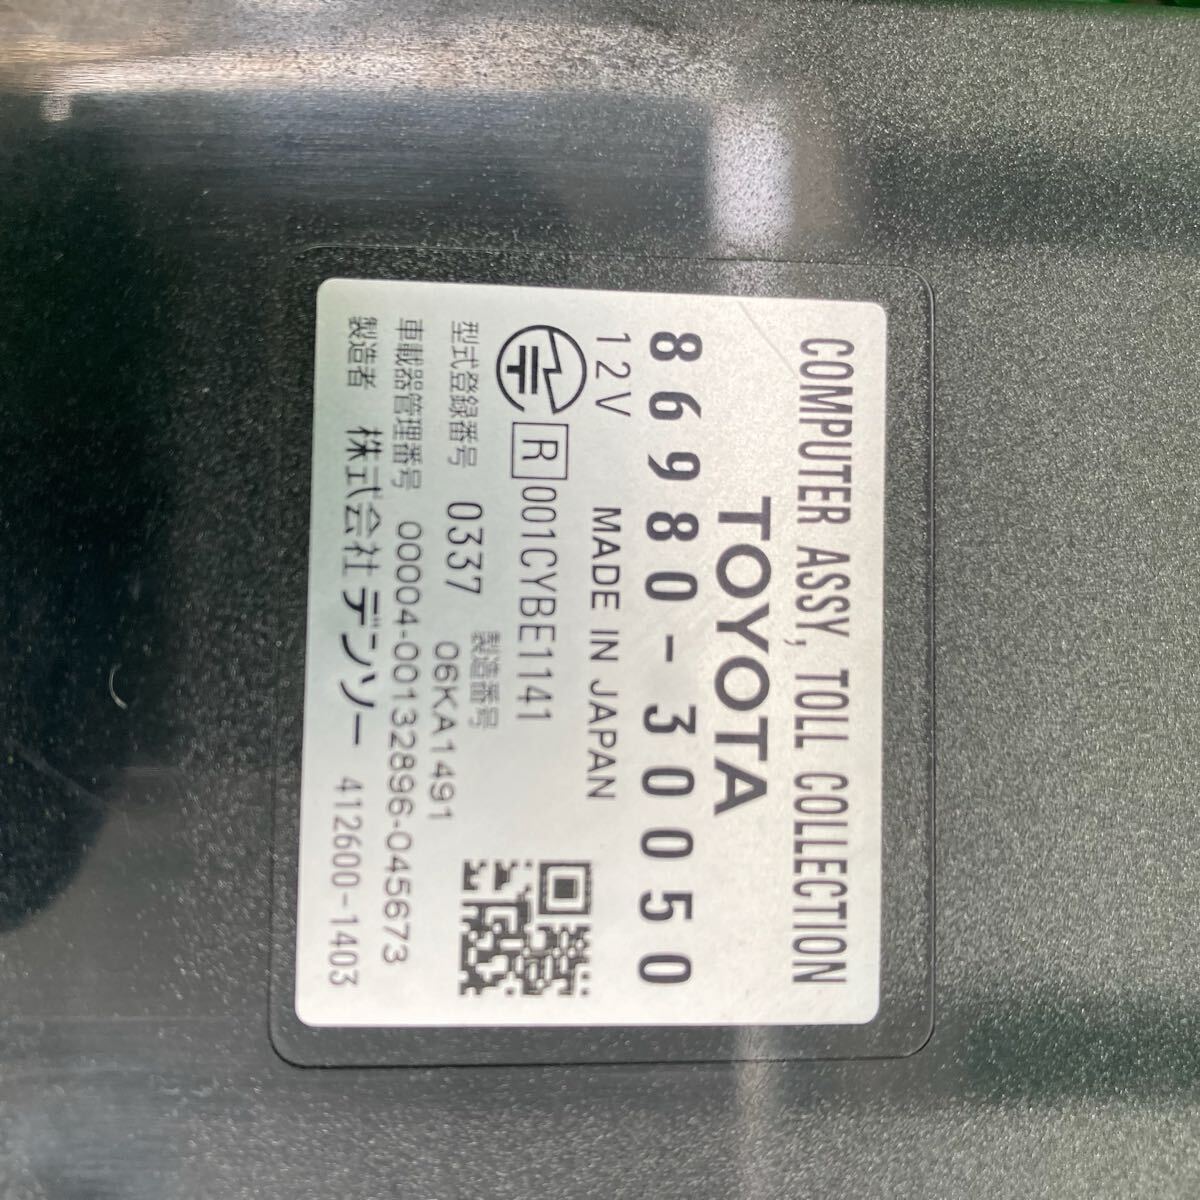 COMPUTER ASSY, TOLL COLLECTION
TOYOTA
86980-30050
12V MADE IN JAPAN
R 001CYBE1141
型式登録番号 0337 製造番号 06KA1491
車載器管理番号 00004-00132896-045673
製造者 株式会社デンソー 412600-1403